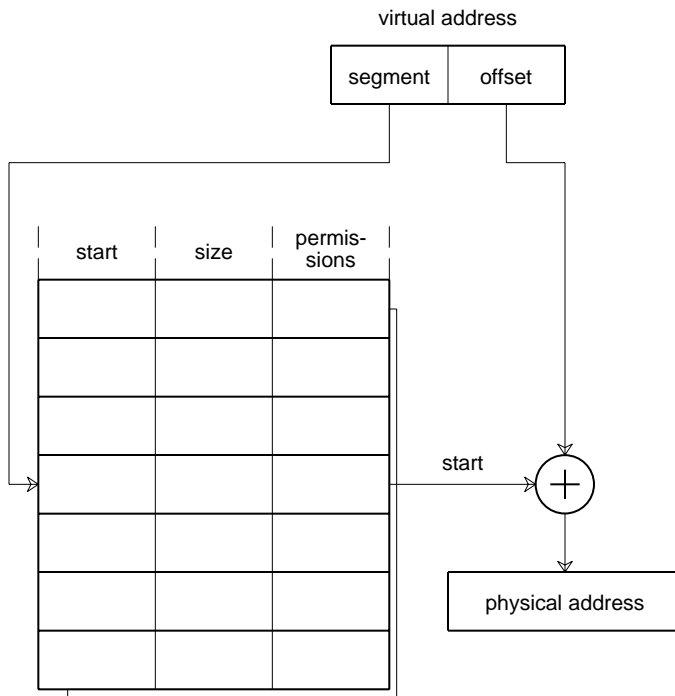 virtual address
segment offset
start size permis-
sions
start
physical address